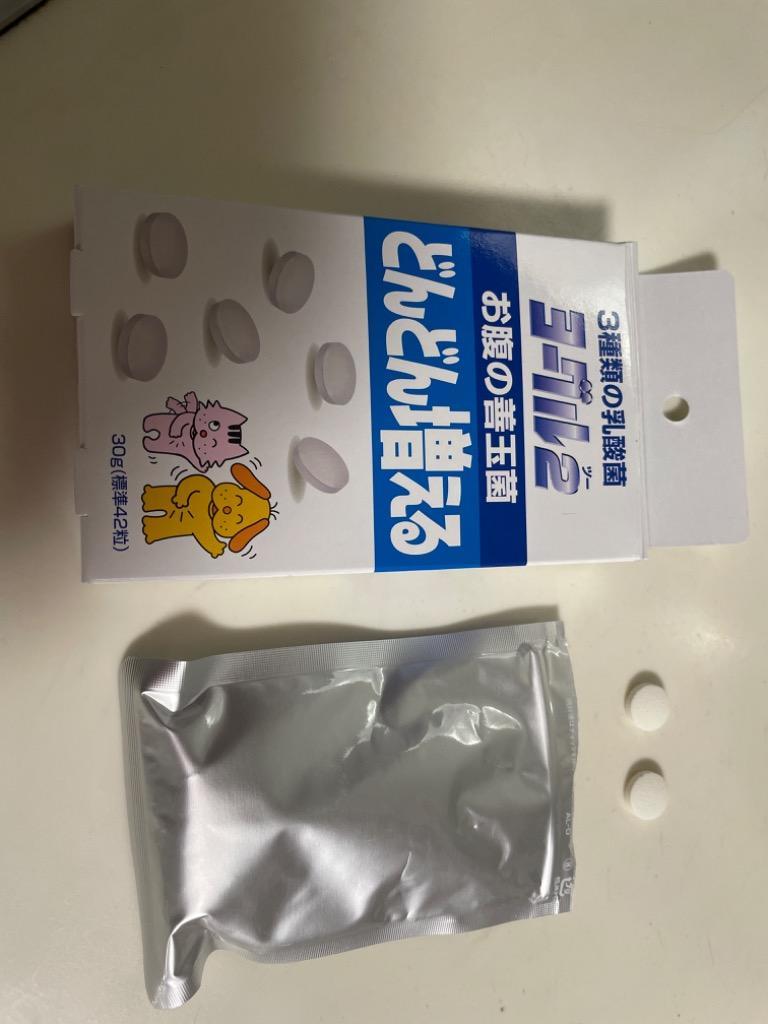 3種類の乳酸菌
ヨーグル2
ツー
お腹の善玉菌
どんどん増える
30g(標準42粒)
AL-G